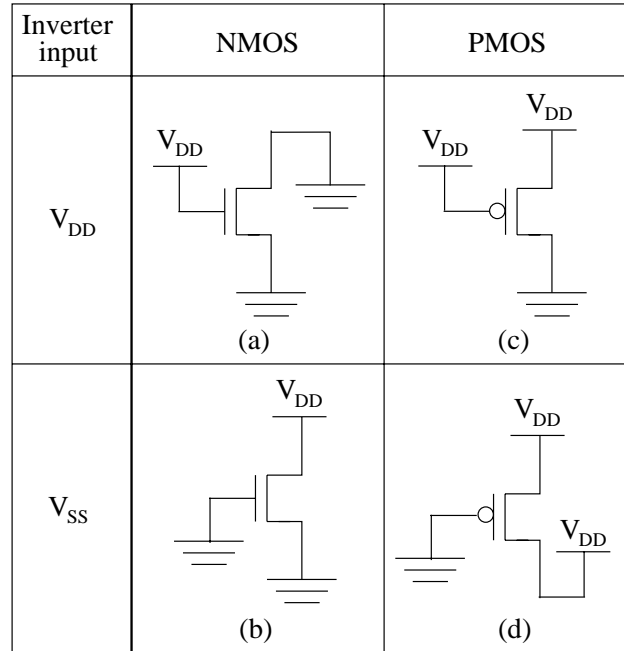 Inverter
input
NMOS
PMOS
V_DD
V_DD
V_DD
V_DD
(a)
(c)
V_SS
V_DD
V_DD
V_DD
(b)
(d)